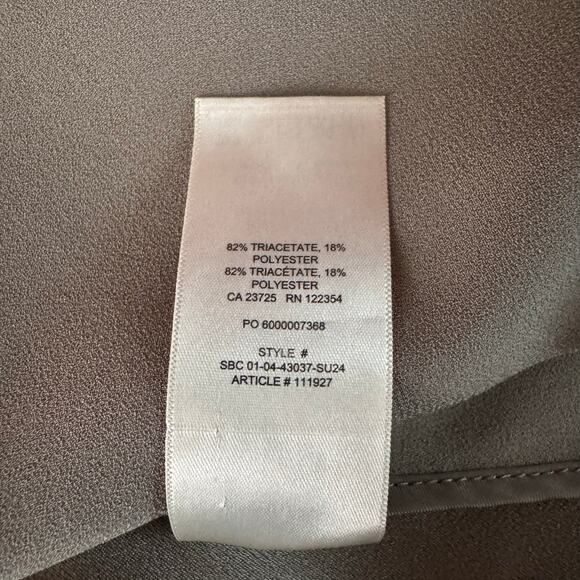 82% TRIACETATE, 18%
POLYESTER
82% TRIACÉTATE, 18%
POLYESTER
CA 23725 RN 122354
PO 6000007368
STYLE #
SBC 01-04-43037-SU24
ARTICLE # 111927